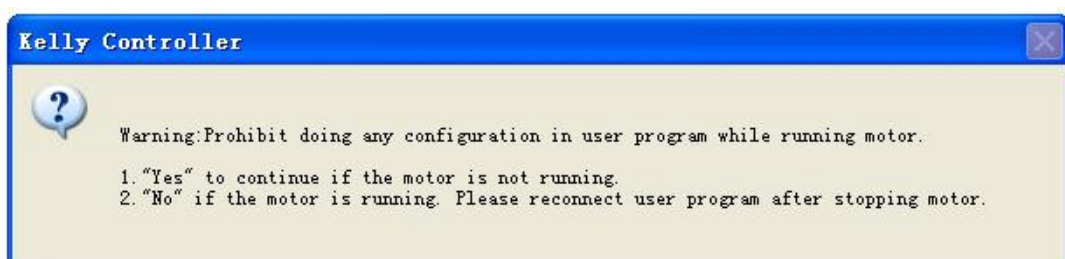 Kelly Controller
?
Warning:Prohibit doing any configuration in user program while running motor.
1."Yes" to continue if the motor is not running.
2."No" if the motor is running. Please reconnect user program after stopping motor.